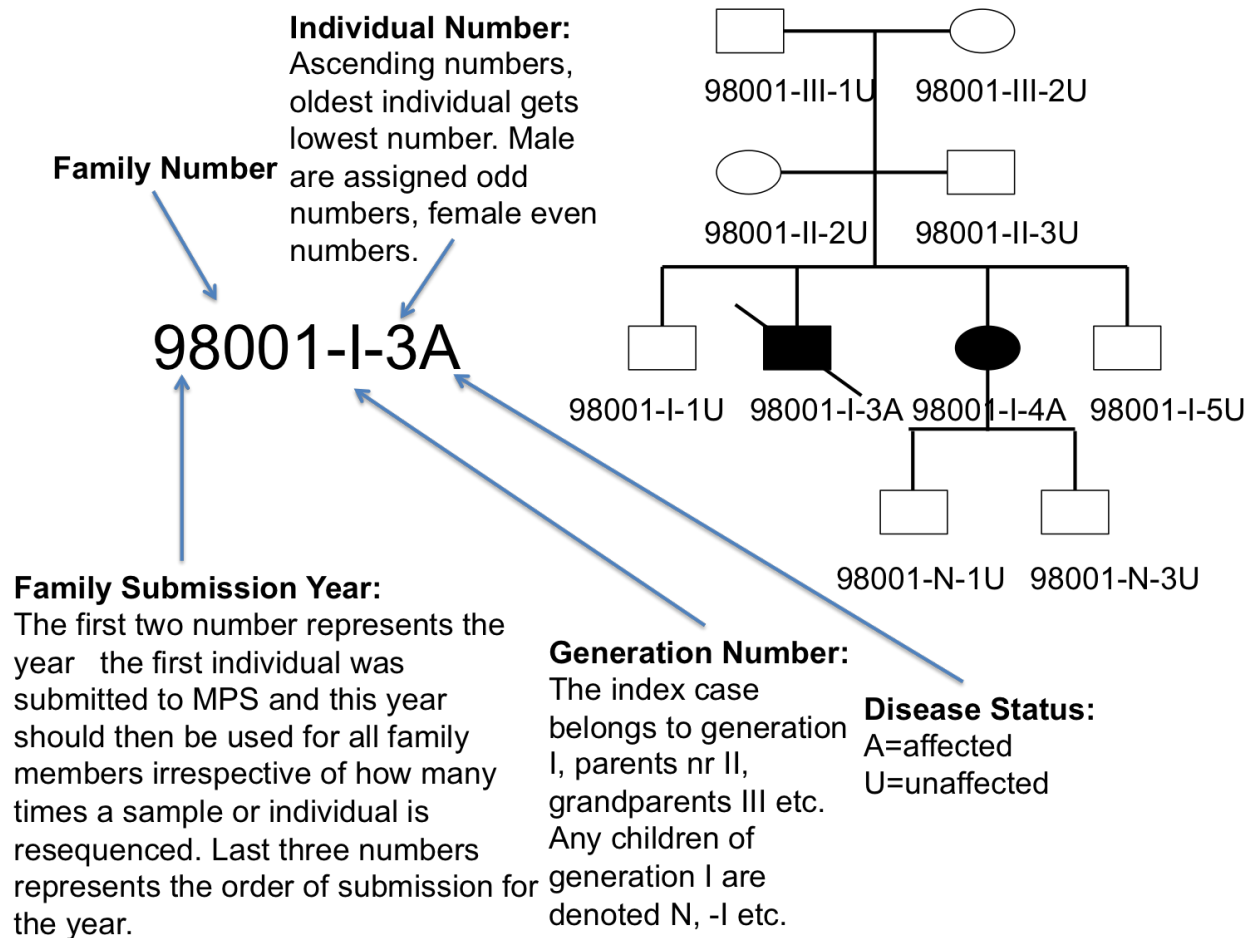 Individual Number:
Ascending numbers,
oldest individual gets
lowest number. Male
are assigned odd
numbers, female even
numbers.
Family Number
98001-I-3A
Family Submission Year:
The first two number represents the
year the first individual was
submitted to MPS and this year
should then be used for all family
members irrespective of how many
times a sample or individual is
resequenced. Last three numbers
represents the order of submission for
the year.
Generation Number:
The index case
belongs to generation
I, parents nr II,
grandparents III etc.
Any children of
generation I are
denoted N, -I etc.
Disease Status:
A=affected
U=unaffected
98001-III-1U 98001-III-2U
98001-II-2U 98001-II-3U
98001-I-1U 98001-I-3A 98001-I-4A 98001-I-5U
98001-N-1U 98001-N-3U